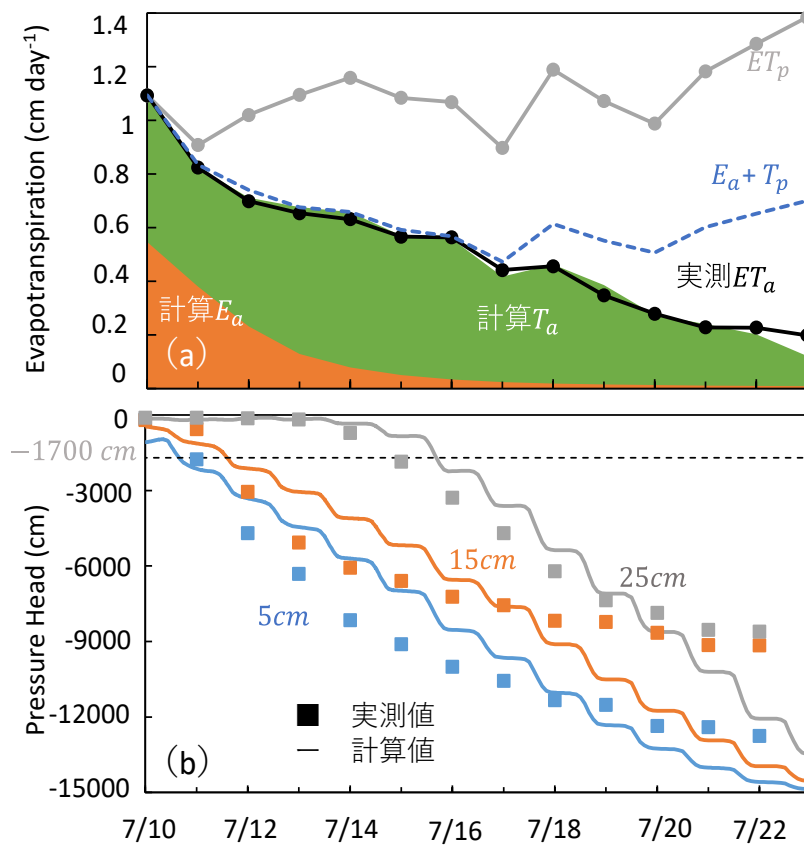 1.4
1.2
1
0.8
0.6
0.4
0.2
0
Evapotranspiration (cm day-1)
ETp
Ea + Tp
実測ETa
計算Ea
計算Ta
(a)
0
−1700 cm
-3000
-6000
-9000
-12000
-15000
Pressure Head (cm)
15cm
25cm
5cm
実測値
計算値
(b)
7/10
7/12
7/14
7/16
7/18
7/20
7/22